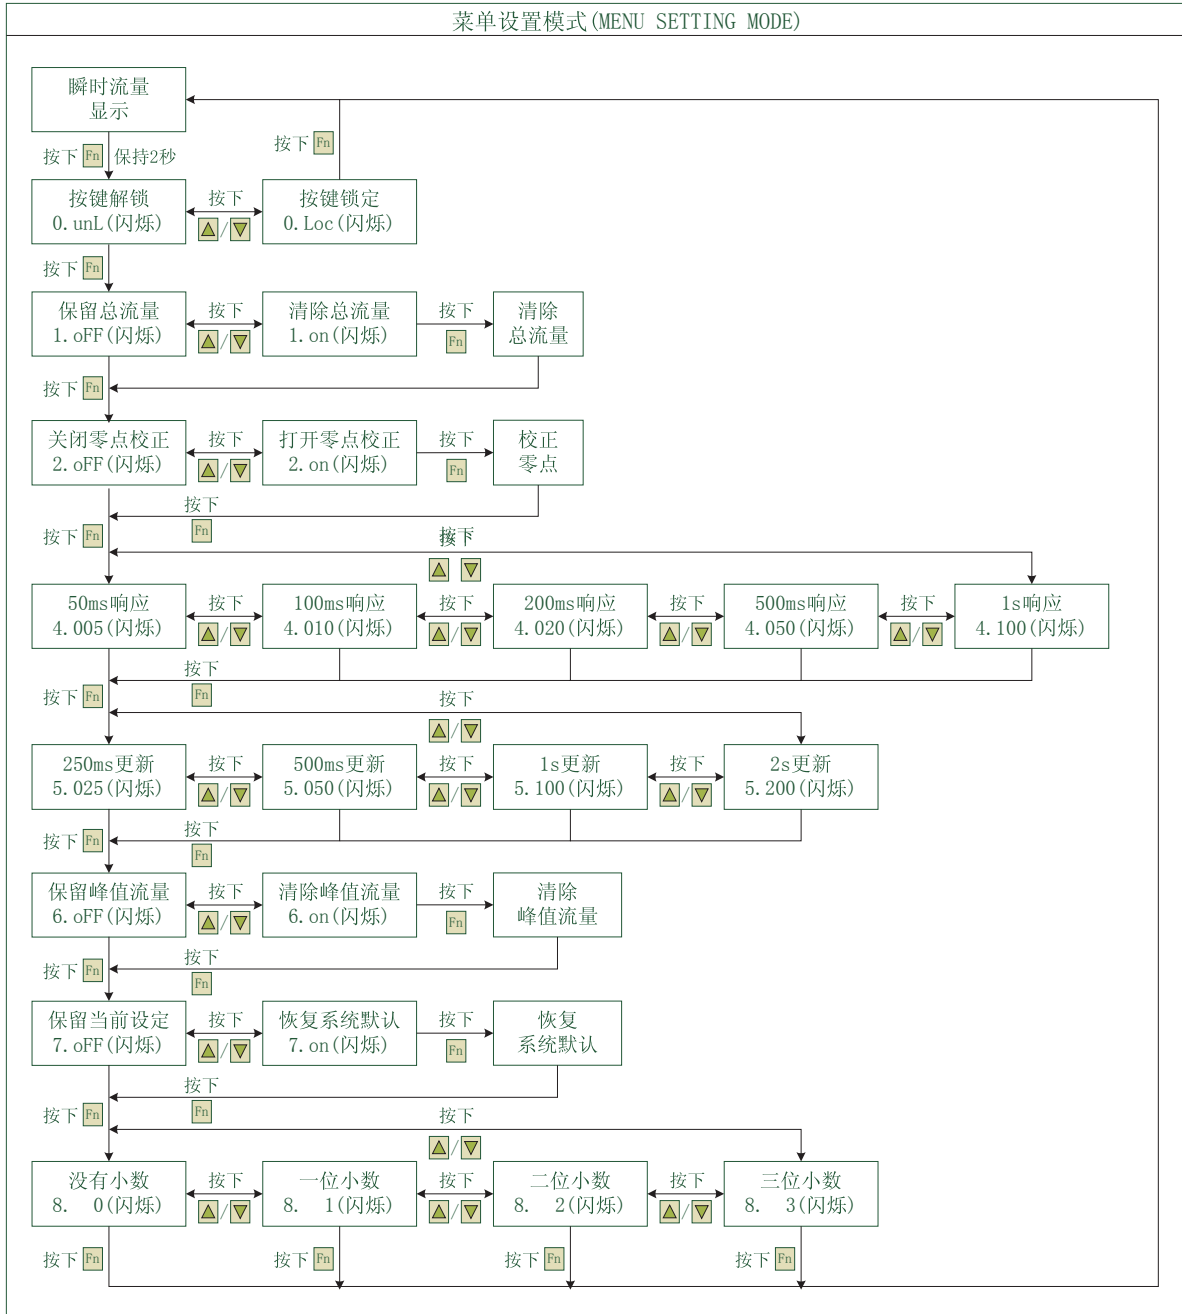 菜单设置模式(MENU SETTING MODE)
瞬时流量
显示
按下 Fn 保持2秒
按下 Fn
按键解锁
0.unL(闪烁)
按下
/
按键锁定
0.Loc(闪烁)
按下 Fn
保留总流量
1.oFF(闪烁)
按下
/
清除总流量
1.on(闪烁)
按下
Fn
清除
总流量
按下 Fn
关闭零点校正
2.oFF(闪烁)
按下
/
打开零点校正
2.on(闪烁)
按下
Fn
校正
零点
按下
Fn
按下 Fn
按下
50ms响应
4.005(闪烁)
按下
/
100ms响应
4.010(闪烁)
按下
/
200ms响应
4.020(闪烁)
按下
/
500ms响应
4.050(闪烁)
按下
/
1s响应
4.100(闪烁)
按下
Fn
按下 Fn
按下
/
250ms更新
5.025(闪烁)
按下
/
500ms更新
5.050(闪烁)
按下
/
1s更新
5.100(闪烁)
按下
/
2s更新
5.200(闪烁)
按下
Fn
按下 Fn
保留峰值流量
6.oFF(闪烁)
按下
/
清除峰值流量
6.on(闪烁)
按下
Fn
清除
峰值流量
按下
Fn
按下 Fn
保留当前设定
7.oFF(闪烁)
按下
/
恢复系统默认
7.on(闪烁)
按下
Fn
恢复
系统默认
按下
Fn
按下 Fn
按下
/
没有小数
8. 0(闪烁)
按下
/
一位小数
8. 1(闪烁)
按下
/
二位小数
8. 2(闪烁)
按下
/
三位小数
8. 3(闪烁)
按下 Fn
按下 Fn
按下 Fn
按下 Fn